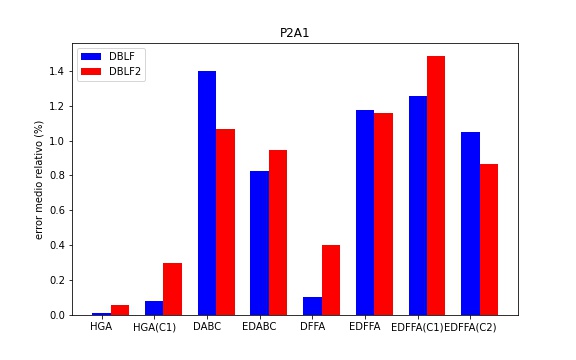 P2A1
DBLF
DBLF2
error medio relativo (%)
1.4
1.2
1.0
0.8
0.6
0.4
0.2
0.0
HGA HGA(C1) DABC EDABC DFFA EDFFA EDFFA(C1) EDFFA(C2)